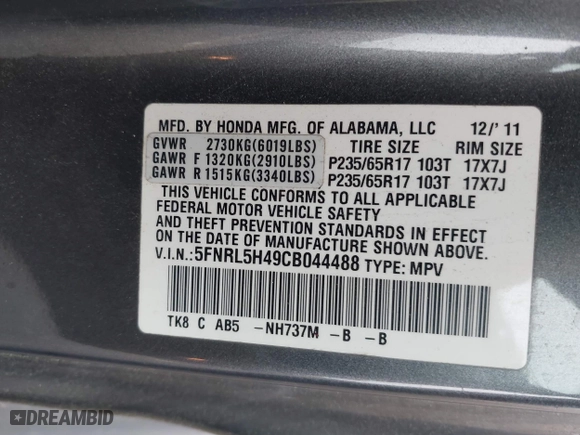 MFD. BY HONDA MFG. OF ALABAMA, LLC 12/'11
GVWR 2730KG(6019LBS) TIRE SIZE RIM SIZE
GAWR F 1320KG(2910LBS) P235/65R17 103T 17X7J
GAWR R 1515KG(3340LBS) P235/65R17 103T 17X7J
THIS VEHICLE CONFORMS TO ALL APPLICABLE
FEDERAL MOTOR VEHICLE SAFETY
AND THEFT PREVENTION STANDARDS IN EFFECT
ON THE DATE OF MANUFACTURE SHOWN ABOVE.
V.I.N.:5FNRL5H49CB044488 TYPE: MPV
TK8 C AB5 -NH737M -B -B
DREAMBID